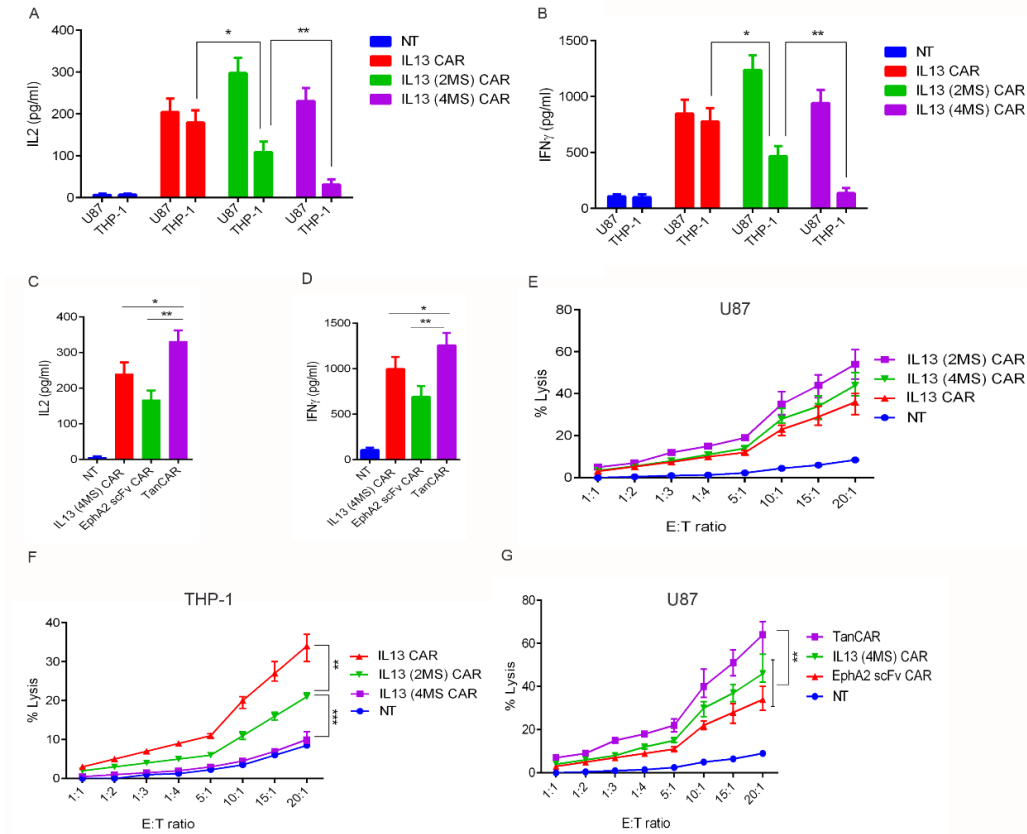 A
IL2 (pg/ml)
400
300
200
100
0
*
**
NT
IL13 CAR
IL13 (2MS) CAR
IL13 (4MS) CAR
U87
THP-1
U87
THP-1
U87
THP-1
U87
THP-1
B
IFNγ (pg/ml)
1500
1000
500
0
*
**
NT
IL13 CAR
IL13 (2MS) CAR
IL13 (4MS) CAR
U87
THP-1
U87
THP-1
U87
THP-1
U87
THP-1
C
IL2 (pg/ml)
400
300
200
100
0
*
**
NT
IL13 (4MS) CAR
EphA2 scFv CAR
TanCAR
D
IFNγ (pg/ml)
1500
1000
500
0
*
**
NT
IL13 (4MS) CAR
EphA2 scFv CAR
TanCAR
E
U87
% Lysis
80
60
40
20
0
IL13 (2MS) CAR
IL13 (4MS) CAR
IL13 CAR
NT
1:1
1:2
1:3
1:4
5:1
10:1
15:1
20:1
E:T ratio
F
THP-1
% Lysis
40
30
20
10
0
**
***
IL13 CAR
IL13 (2MS) CAR
IL13 (4MS CAR
NT
1:1
1:2
1:3
1:4
5:1
10:1
15:1
20:1
E:T ratio
G
U87
% Lysis
80
60
40
20
0
**
TanCAR
IL13 (4MS) CAR
EphA2 scFv CAR
NT
1:1
1:2
1:3
1:4
5:1
10:1
15:1
20:1
E:T ratio